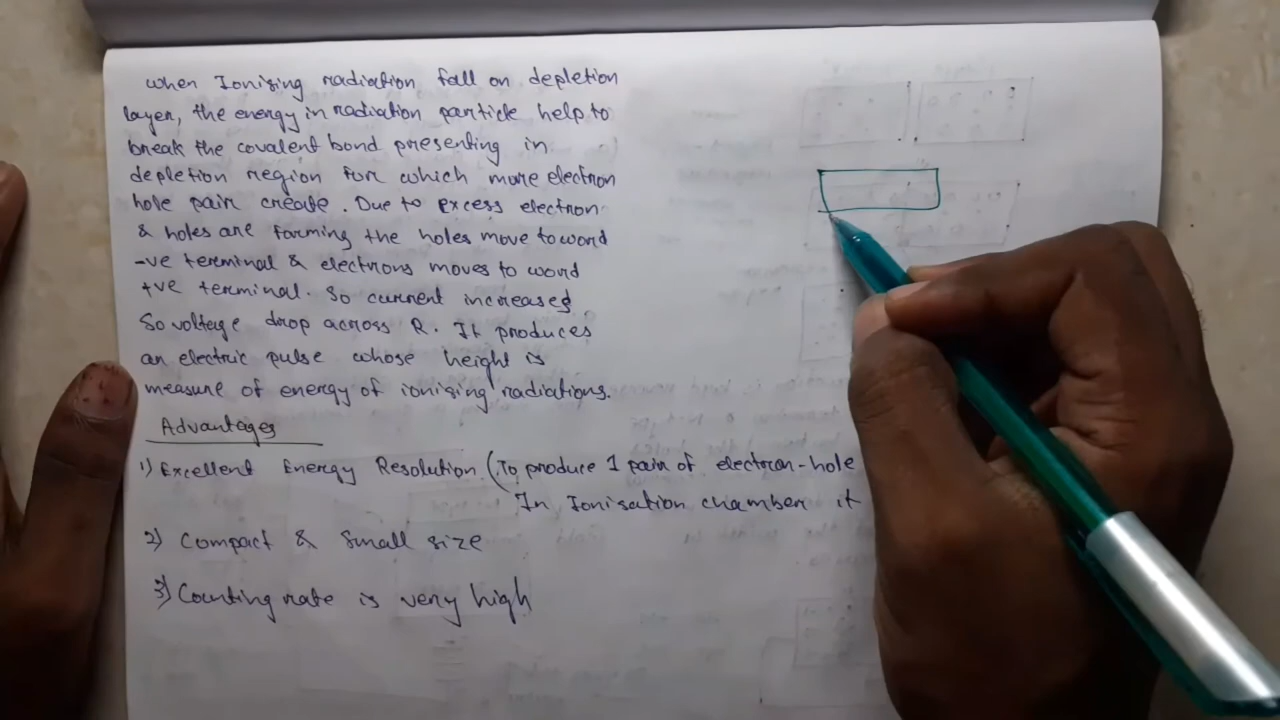 when Ionising radiation fall on depletion
layer, the energy in radiation particle help to
break the covalent bond presenting in
depletion region for which more electron
hole pair create. Due to excess electron
& holes are farming the holes move to word
-ve terminal & electrons moves to word
+ve terminal. So current increased
So voltage drop across R. It produces
an electric pulse whose height is
measure of energy of ionising radiations.
Advantages
1) Excellent Energy Resolution (To produce 1 pair of electron-hole
In Ionisation chamber it
2) Compact & Small size
3) Counting rate is very high